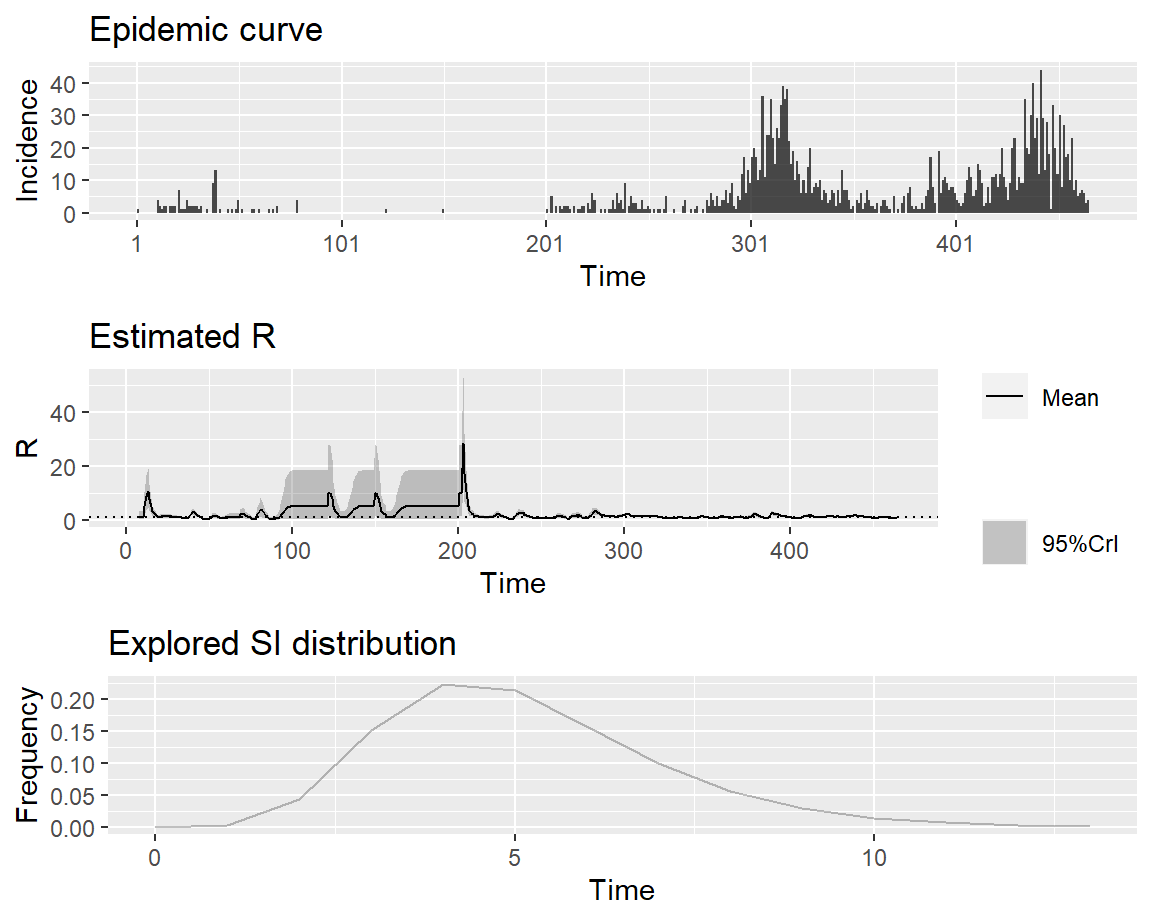 Epidemic curve
Incidence
40
30
20
10
0
1 101 201 301 401
Time
Estimated R
R
40
20
0
0 100 200 300 400
Time
Mean
95%CrI
Explored SI distribution
Frequency
0.20
0.15
0.10
0.05
0.00
0 5 10
Time